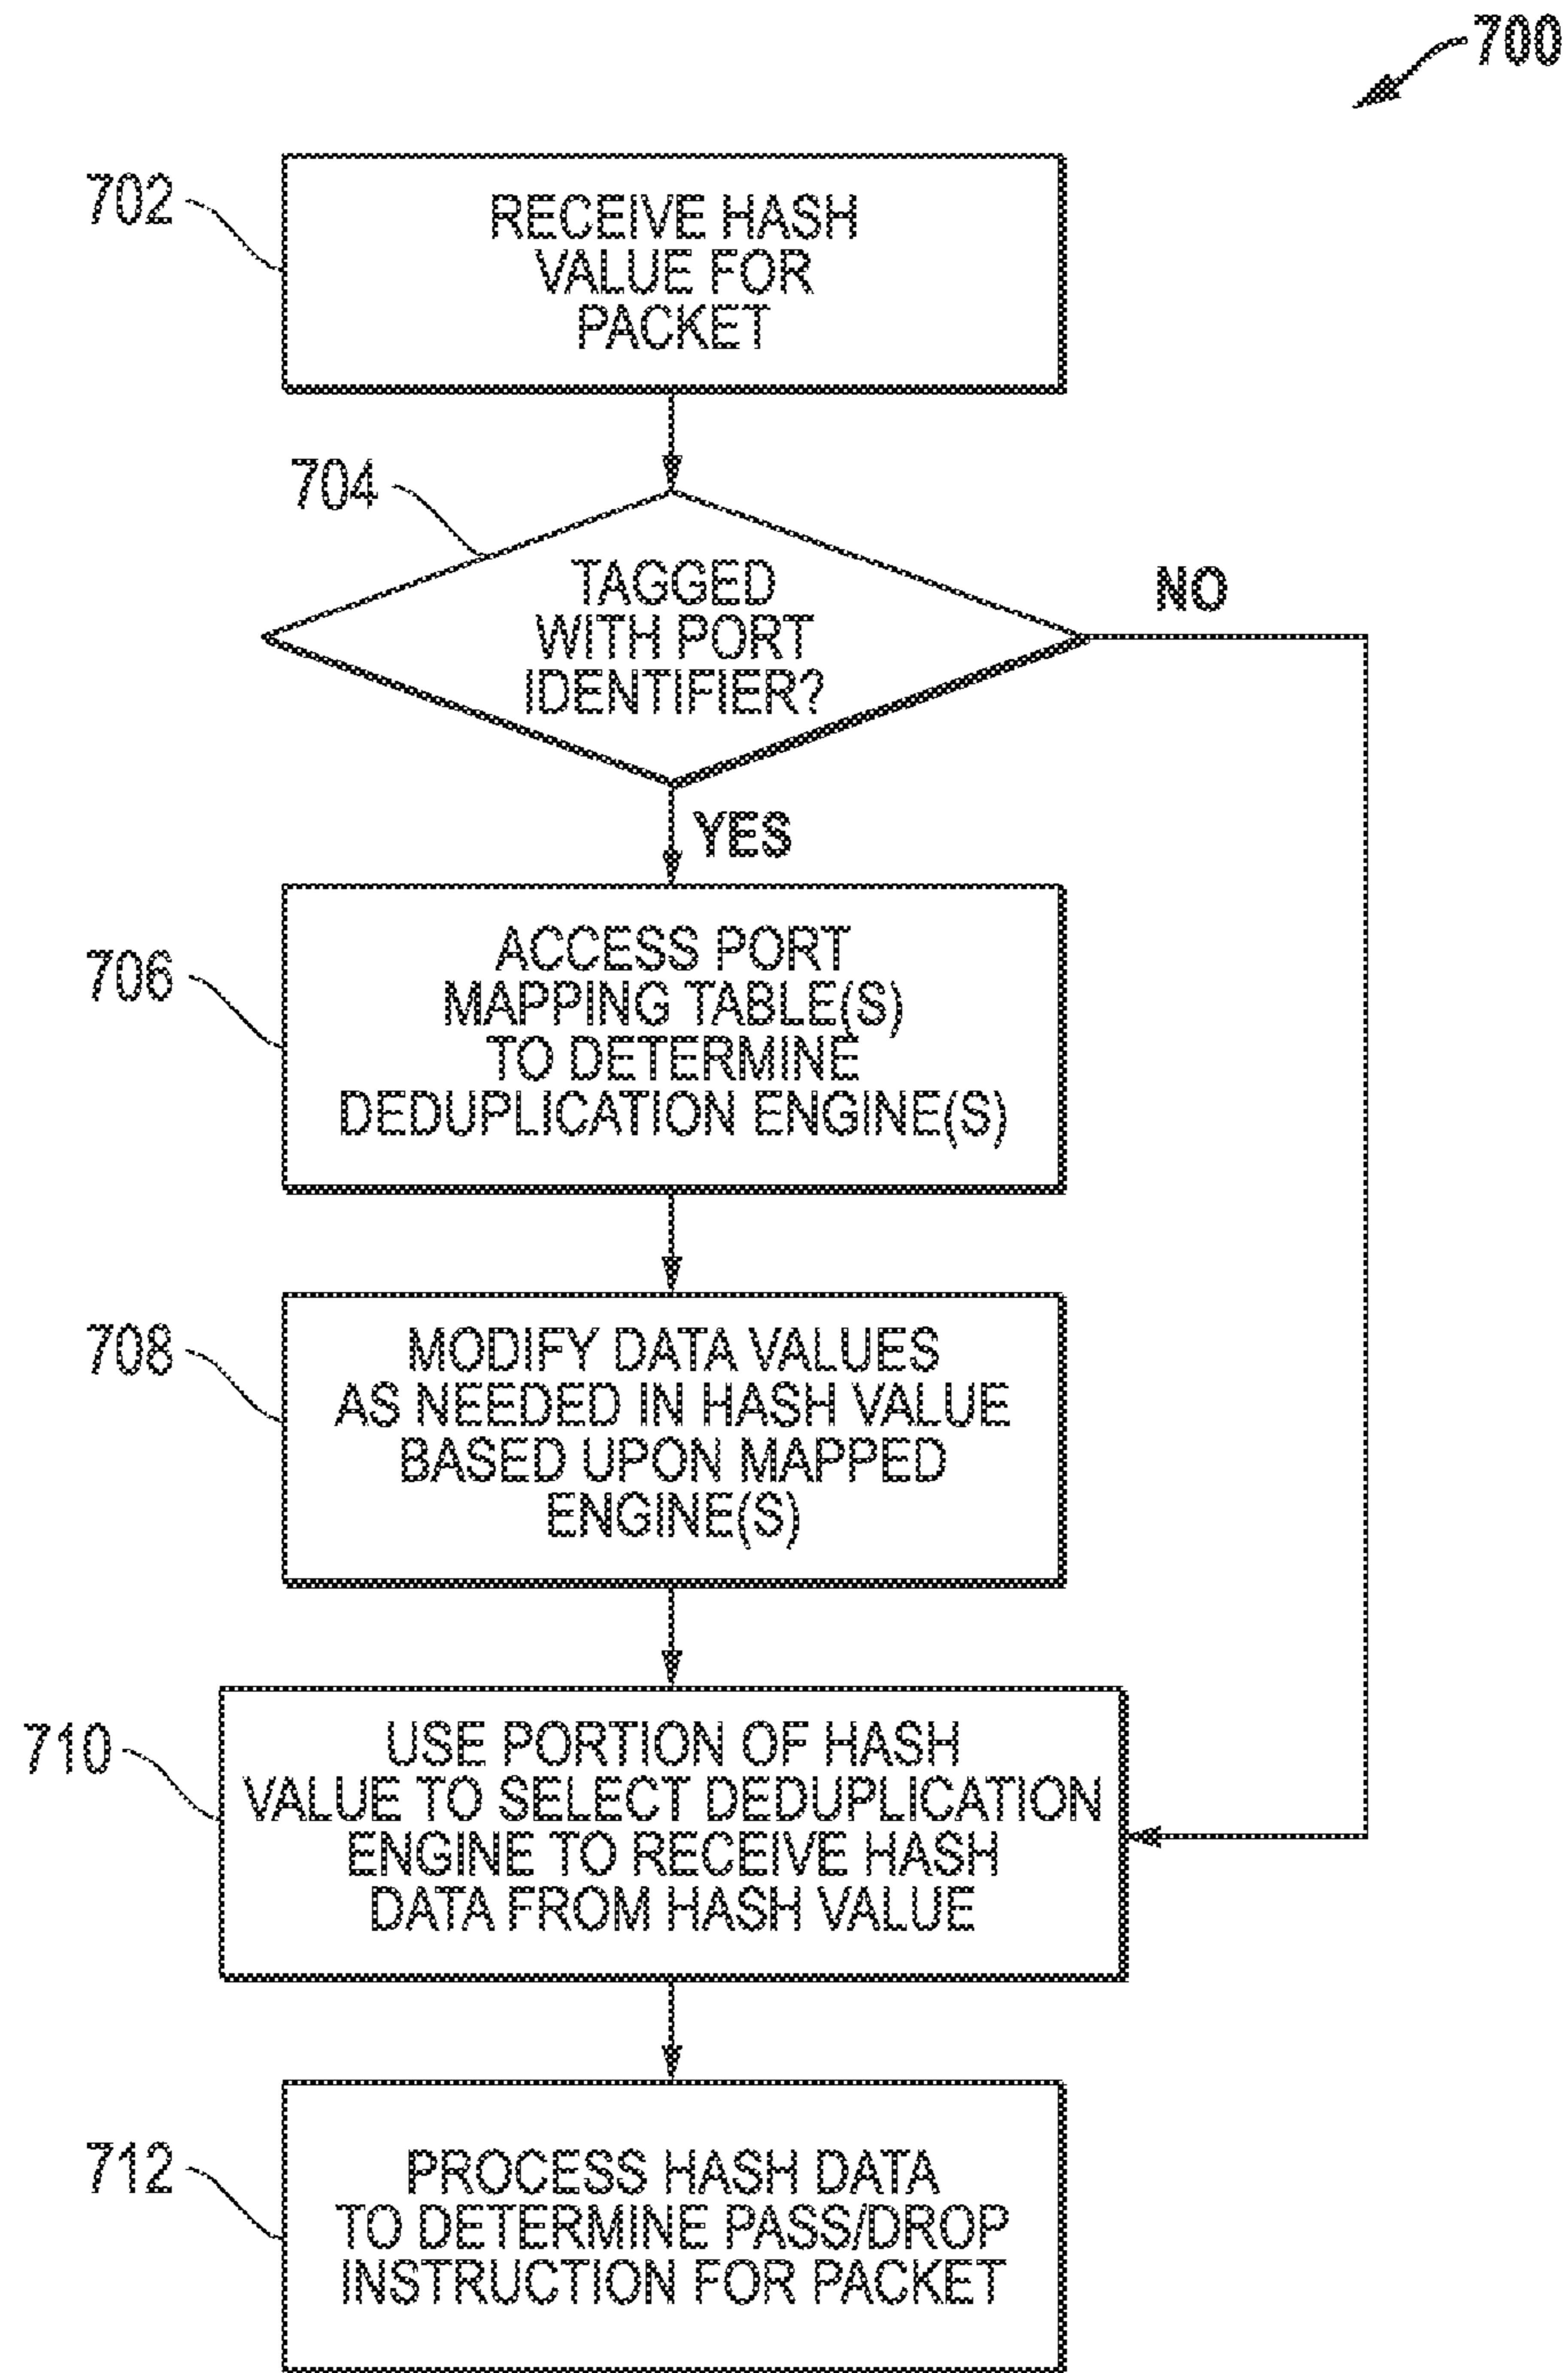 700
702
RECEIVE HASH
VALUE FOR
PACKET
704
TAGGED
WITH PORT
IDENTIFIER?
NO
YES
706
ACCESS PORT
MAPPING TABLE(S)
TO DETERMINE
DEDUPLICATION ENGINE(S)
708
MODIFY DATA VALUES
AS NEEDED IN HASH VALUE
BASED UPON MAPPED
ENGINE(S)
710
USE PORTION OF HASH
VALUE TO SELECT DEDUPLICATION
ENGINE TO RECEIVE HASH
DATA FROM HASH VALUE
712
PROCESS HASH DATA
TO DETERMINE PASS/DROP
INSTRUCTION FOR PACKET